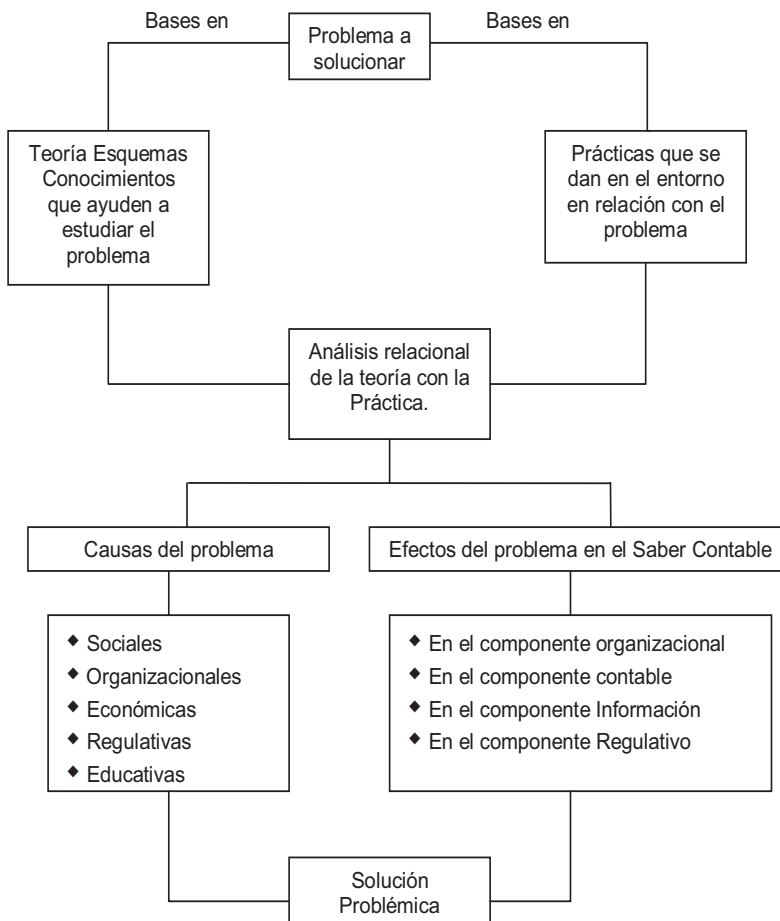 Bases en
Bases en
Problema a
solucionar
Teoría Esquemas
Conocimientos
que ayuden a
estudiar el
problema
Prácticas que se
dan en el entorno
en relación con el
problema
Análisis relacional
de la teoría con la
Práctica.
Causas del problema
Efectos del problema en el Saber Contable
◆ Sociales
◆ Organizacionales
◆ Económicas
◆ Regulativas
◆ Educativas
◆ En el componente organizacional
◆ En el componente contable
◆ En el componente Información
◆ En el componente Regulativo
Solución
Problémica